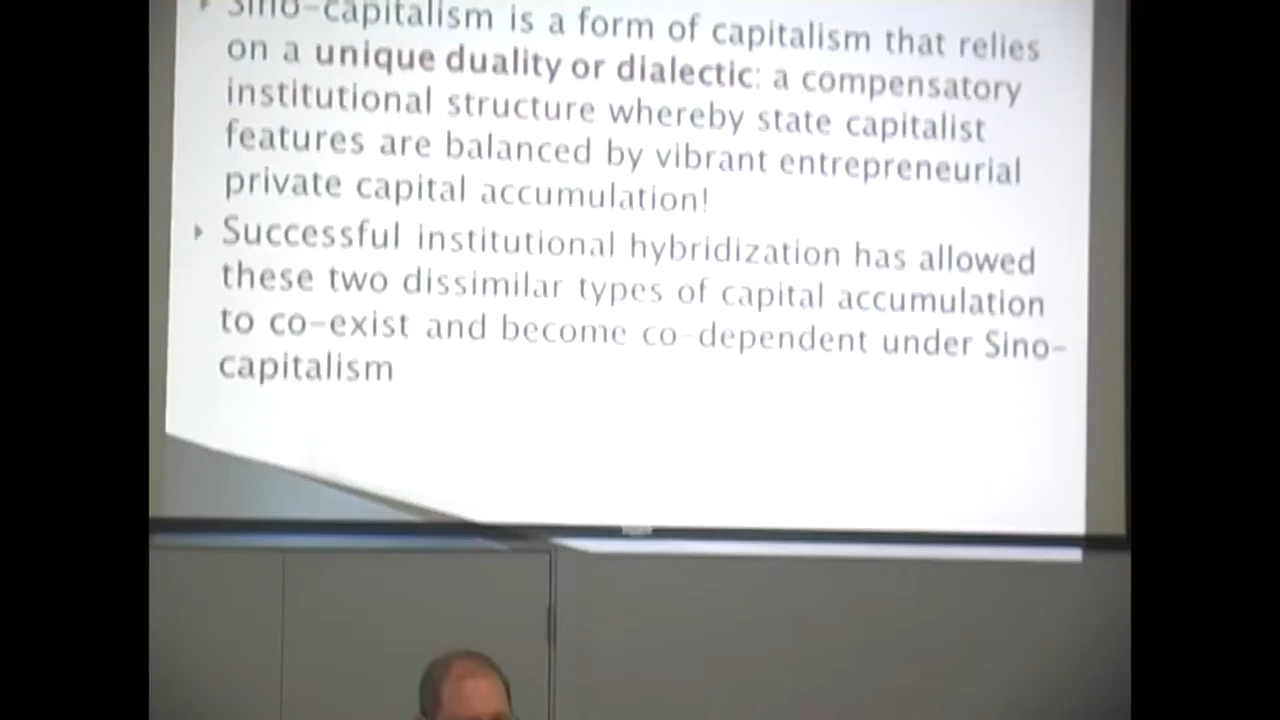 Sino-capitalism is a form of capitalism that relies
on a unique duality or dialectic: a compensatory
institutional structure whereby state capitalist
features are balanced by vibrant entrepreneurial
private capital accumulation!
Successful institutional hybridization has allowed
these two dissimilar types of capital accumulation
to co-exist and become co-dependent under Sino-
capitalism